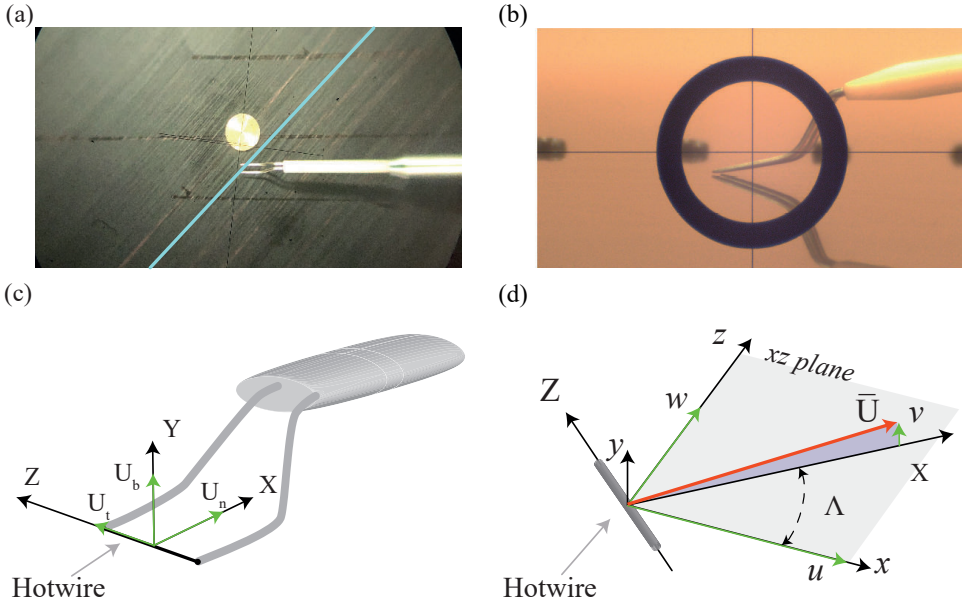 (a)
(b)
(c)
Y
U_b
Z
U_t
U_n
X
Hotwire
(d)
z
xz plane
Z
w
Ū
v
y
X
Λ
u
x
Hotwire